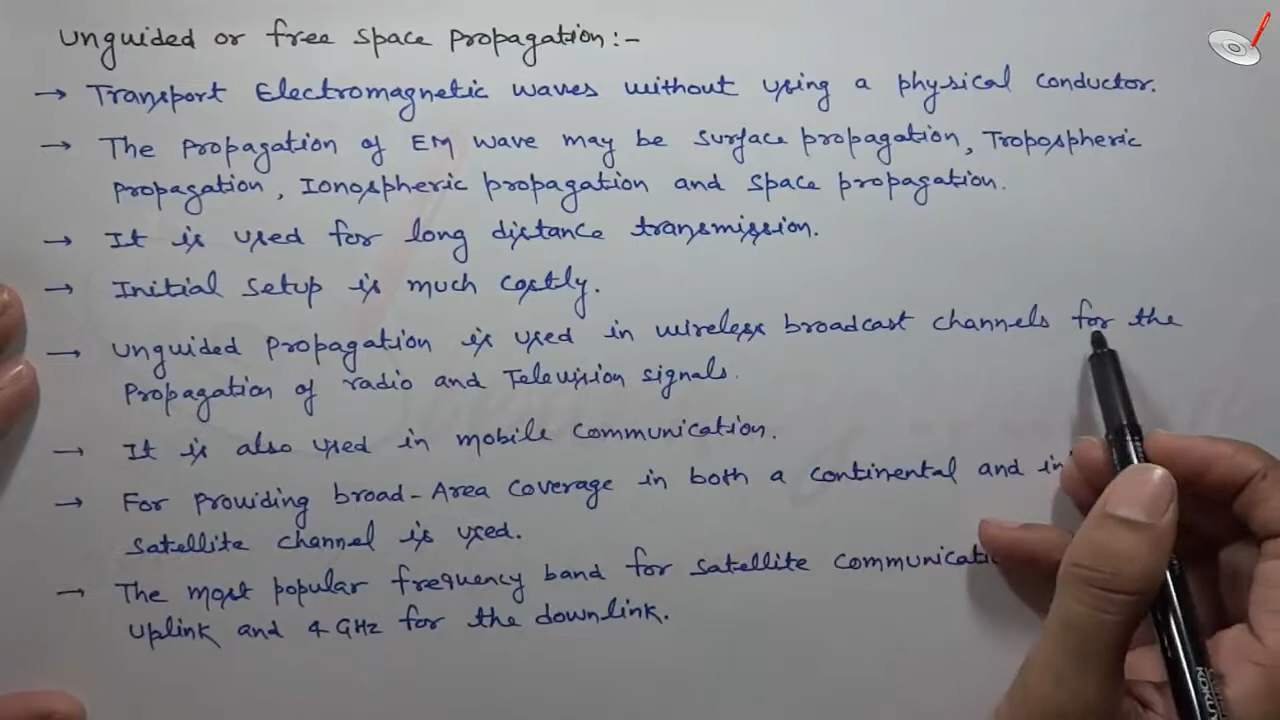 Unguided or free space propagation:-
→ Transport Electromagnetic waves without using a physical conductor.
→ The propagation of EM wave may be surface propagation, Tropospheric
propagation, Ionospheric propagation and space propagation.
→ It is used for long distance transmission.
→ Initial setup is much costly.
→ Unguided propagation is used in wireless broadcast channels for the
propagation of radio and Television signals.
→ It is also used in mobile communication.
→ For providing broad-Area coverage in both a continental and
satellite channel is used.
→ The most popular frequency band for satellite
uplink and 4 GHz for the downlink.